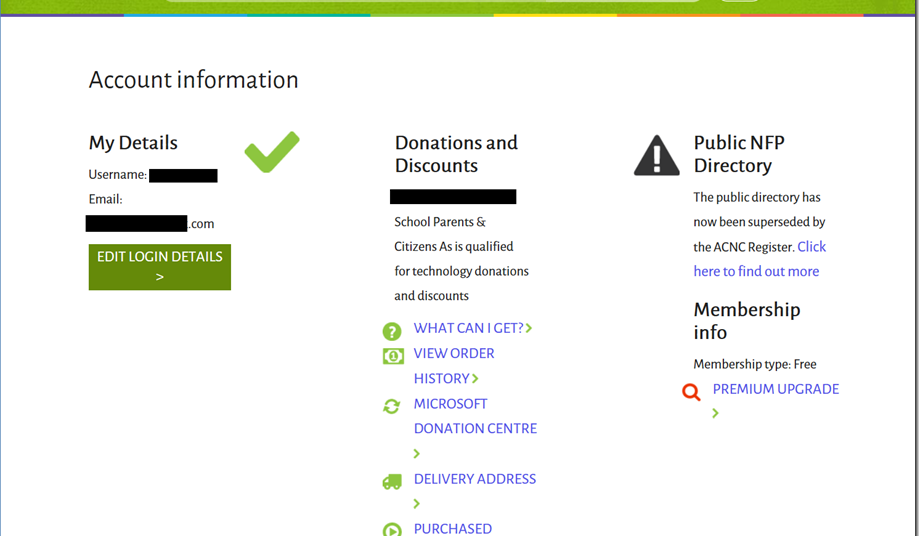 Account information
My Details
Username:
Email:
.com
EDIT LOGIN DETAILS
>
Donations and
Discounts
School Parents &
Citizens As is qualified
for technology donations
and discounts
WHAT CAN I GET? >
VIEW ORDER
HISTORY >
MICROSOFT
DONATION CENTRE
>
DELIVERY ADDRESS
>
PURCHASED
Public NFP
Directory
The public directory has
now been superseded by
the ACNC Register. Click
here to find out more
Membership
info
Membership type: Free
PREMIUM UPGRADE
>